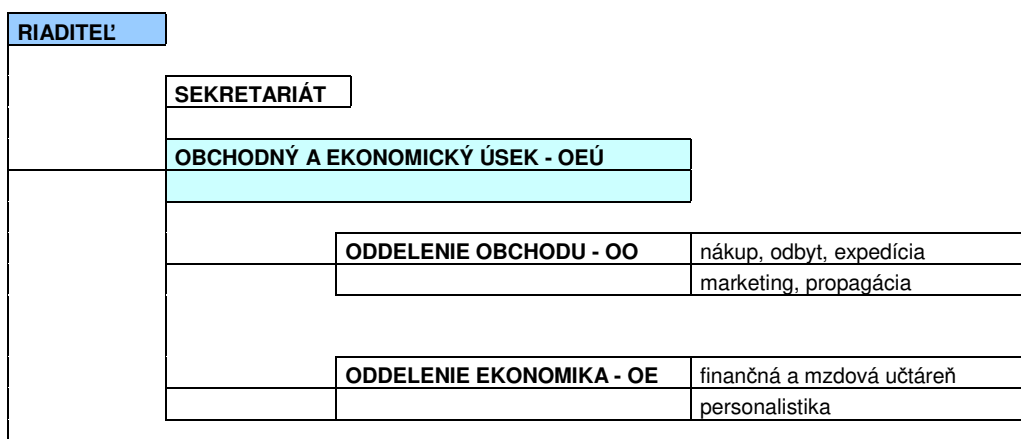 RIADITEĽ
SEKRETARIÁT
OBCHODNÝ A EKONOMICKÝ ÚSEK - OEÚ
ODDELENIE OBCHODU - OO nákup, odbyt, expedícia
marketing, propagácia
ODDELENIE EKONOMIKA - OE finančná a mzdová učtáreň
personalistika